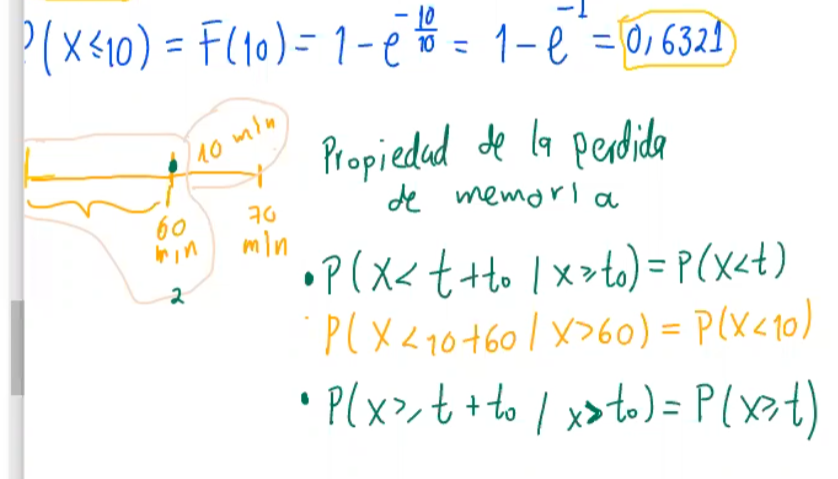 P(X≤10) = F(10) = 1 - e^{-10/10} = 1 - e^{-1} = 0,6321
10 min
60 min
70 min
2
Propiedad de la perdida
de memoria
• P(X < t + t₀ / X ≥ t₀) = P(X < t)
P(X < 10 + 60 / X > 60) = P(X < 10)
• P(X ≥ t + t₀ / X > t₀) = P(X ≥ t)